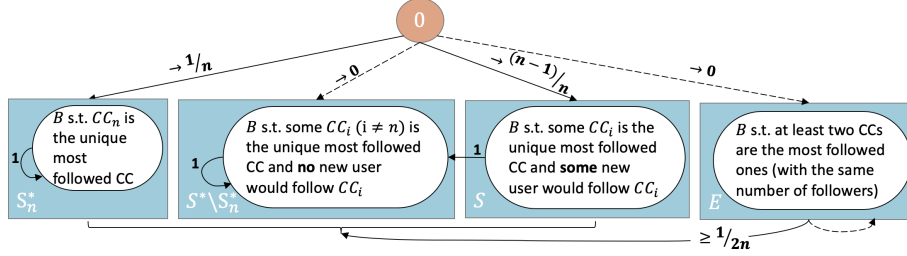 0
→ 1/n
→ 0
→ (n−1)/n
→ 0
B s.t. CC_n is
the unique
most
followed CC
1
S_n^*
B s.t. some CC_i (i ≠ n) is
the unique most followed
CC and no new user
would follow CC_i
1
S^*\S_n^*
B s.t. some CC_i is the
unique most followed
CC and some new
user would follow CC_i
1
S
B s.t. at least two CCs
are the most followed
ones (with the same
number of followers)
E
≥ 1/2n